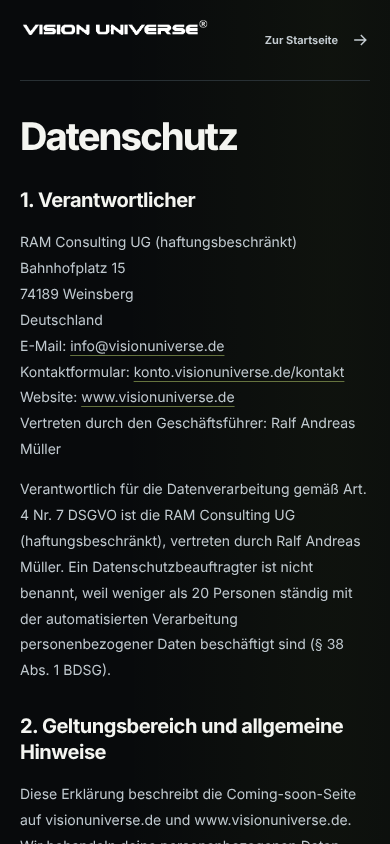 VISION UNIVERSE®
Zur Startseite →
Datenschutz
1. Verantwortlicher
RAM Consulting UG (haftungsbeschränkt)
Bahnhofplatz 15
74189 Weinsberg
Deutschland
E-Mail: info@visionuniverse.de
Kontaktformular: konto.visionuniverse.de/kontakt
Website: www.visionuniverse.de
Vertreten durch den Geschäftsführer: Ralf Andreas
Müller
Verantwortlich für die Datenverarbeitung gemäß Art.
4 Nr. 7 DSGVO ist die RAM Consulting UG
(haftungsbeschränkt), vertreten durch Ralf Andreas
Müller. Ein Datenschutzbeauftragter ist nicht
benannt, weil weniger als 20 Personen ständig mit
der automatisierten Verarbeitung
personenbezogener Daten beschäftigt sind (§ 38
Abs. 1 BDSG).
2. Geltungsbereich und allgemeine
Hinweise
Diese Erklärung beschreibt die Coming-soon-Seite
auf visionuniverse.de und www.visionuniverse.de.
Wir behandeln deine personenbezogenen Daten